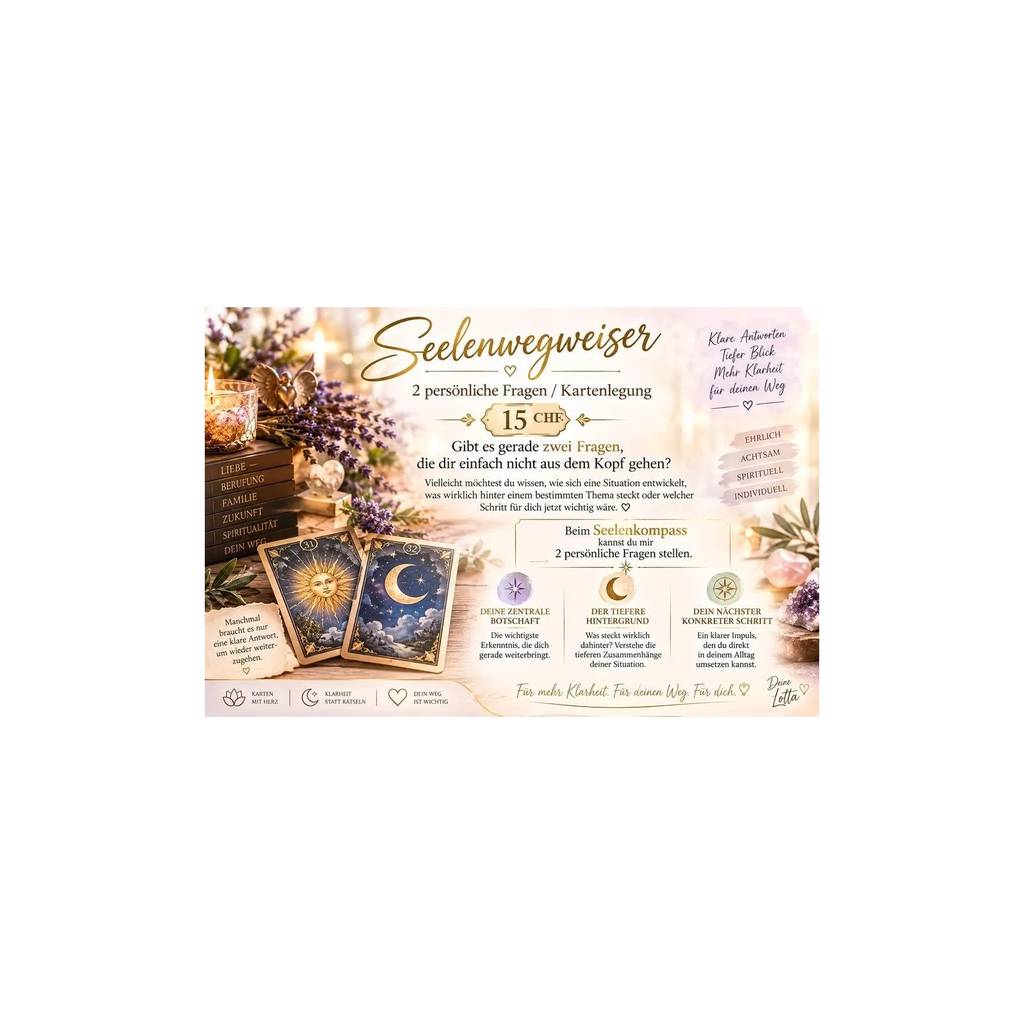 Seelenwegweiser
2 persönliche Fragen / Kartenlegung
15 CHF.
Gibt es gerade zwei Fragen,
die dir einfach nicht aus dem Kopf gehen?
Vielleicht möchtest du wissen, wie sich eine Situation entwickelt,
was wirklich hinter einem bestimmten Thema steckt oder welcher
Schritt für dich jetzt wichtig wäre.
Klare Antworten
Tiefer Blick
Mehr Klarheit
für deinen Weg
EHRLICH
ACHTSAM
SPIRITUELL
INDIVIDUELL
LIEBE —
BERUFUNG
FAMILIE
ZUKUNFT
SPIRITUALITÄT
DEIN WEG
31
32
Beim Seelenkompass
kannst du mir
2 persönliche Fragen stellen.
DEINE ZENTRALE
BOTSCHAFT
Die wichtigste
Erkenntnis, die dich
gerade weiterbringt.
DER TIEFERE
HINTERGRUND
Was steckt wirklich
dahinter? Verstehe die
tieferen Zusammenhänge
deiner Situation.
DEIN NÄCHSTER
KONKRETER SCHRITT
Ein klarer Impuls,
den du direkt
in deinem Alltag
umsetzen kannst.
Manchmal
braucht es nur
eine klare Antwort,
um wieder weiter-
zugehen.
KARTEN
MIT HERZ
KLARHEIT
STATT RÄTSELN
DEIN WEG
IST WICHTIG
Für mehr Klarheit. Für deinen Weg. Für dich.
Deine
Lotta